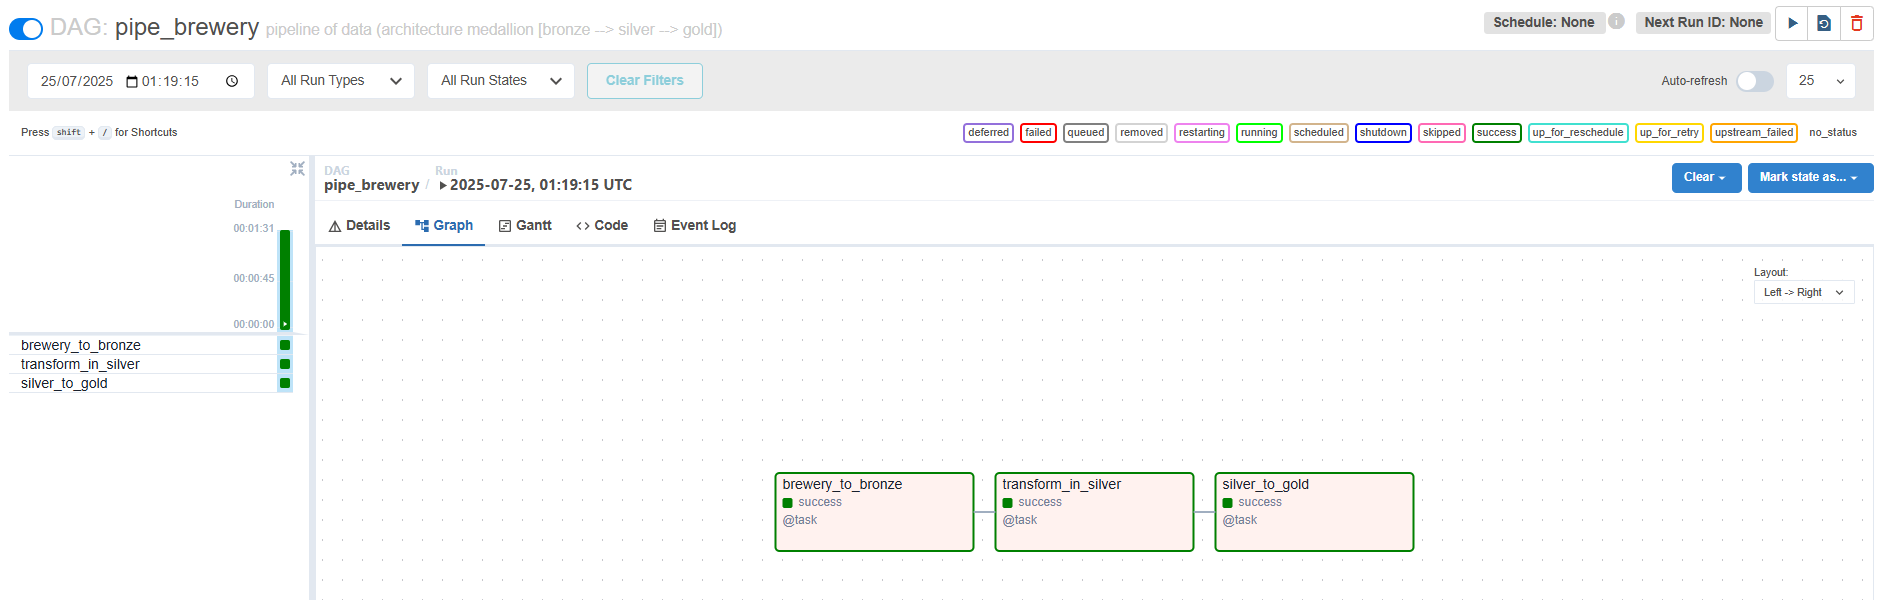 DAG: pipe_brewery pipeline of data (architecture medallion [bronze --> silver --> gold])
Schedule: None
Next Run ID: None
25/07/2025 01:19:15
All Run Types
All Run States
Clear Filters
Auto-refresh
25
Press shift + / for Shortcuts
deferred
failed
queued
removed
restarting
running
scheduled
shutdown
skipped
success
up_for_reschedule
up_for_retry
upstream_failed
no_status
Duration
00:01:31
00:00:45
00:00:00
brewery_to_bronze
transform_in_silver
silver_to_gold
DAG
pipe_brewery /
Run
2025-07-25, 01:19:15 UTC
Clear
Mark state as...
Details
Graph
Gantt
Code
Event Log
Layout:
Left -> Right
brewery_to_bronze
success
@task
transform_in_silver
success
@task
silver_to_gold
success
@task